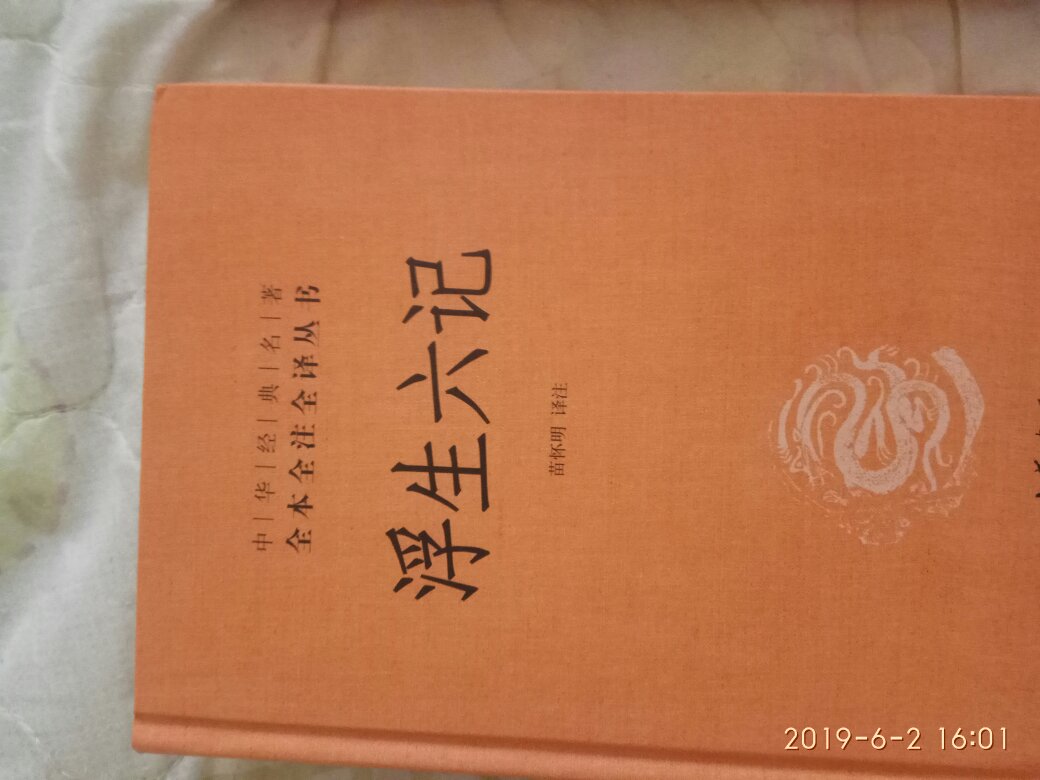 中|华|经|典|名|著
全本全注全译丛书
浮生六记
苗怀明 译注
2019-6-2 16:01